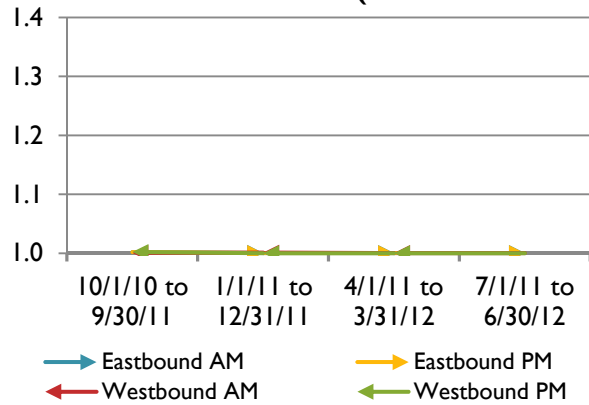 1.4
1.3
1.2
1.1
1.0
10/1/10 to 9/30/11
1/1/11 to 12/31/11
4/1/11 to 3/31/12
7/1/11 to 6/30/12
Eastbound AM
Eastbound PM
Westbound AM
Westbound PM